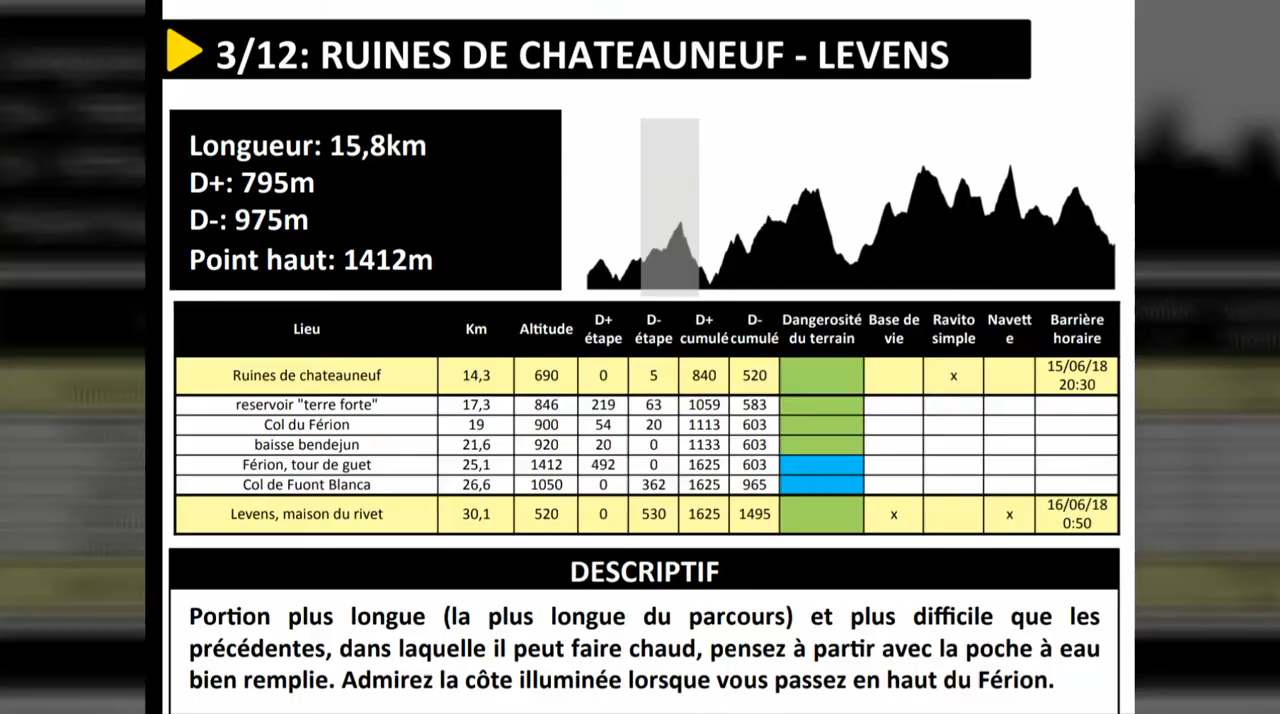 3/12: RUINES DE CHATEAUNEUF - LEVENS
Longueur: 15,8km
D+: 795m
D-: 975m
Point haut: 1412m
Lieu Km Altitude D+ étape D- étape D+ cumulé D- cumulé Dangerosité du terrain Base de vie Ravito simple Navett e Barrière horaire
Ruines de chateauneuf 14,3 690 0 5 840 520 x 15/06/18 20:30
reservoir "terre forte" 17,3 846 219 63 1059 583
Col du Férion 19 900 54 20 1113 603
baisse bendejun 21,6 920 20 0 1133 603
Férion, tour de guet 25,1 1412 492 0 1625 603
Col de Fuont Blanca 26,6 1050 0 362 1625 965
Levens, maison du rivet 30,1 520 0 530 1625 1495 x x 16/06/18 0:50
DESCRIPTIF
Portion plus longue (la plus longue du parcours) et plus difficile que les
précédentes, dans laquelle il peut faire chaud, pensez à partir avec la poche à eau
bien remplie. Admirez la côte illuminée lorsque vous passez en haut du Férion.